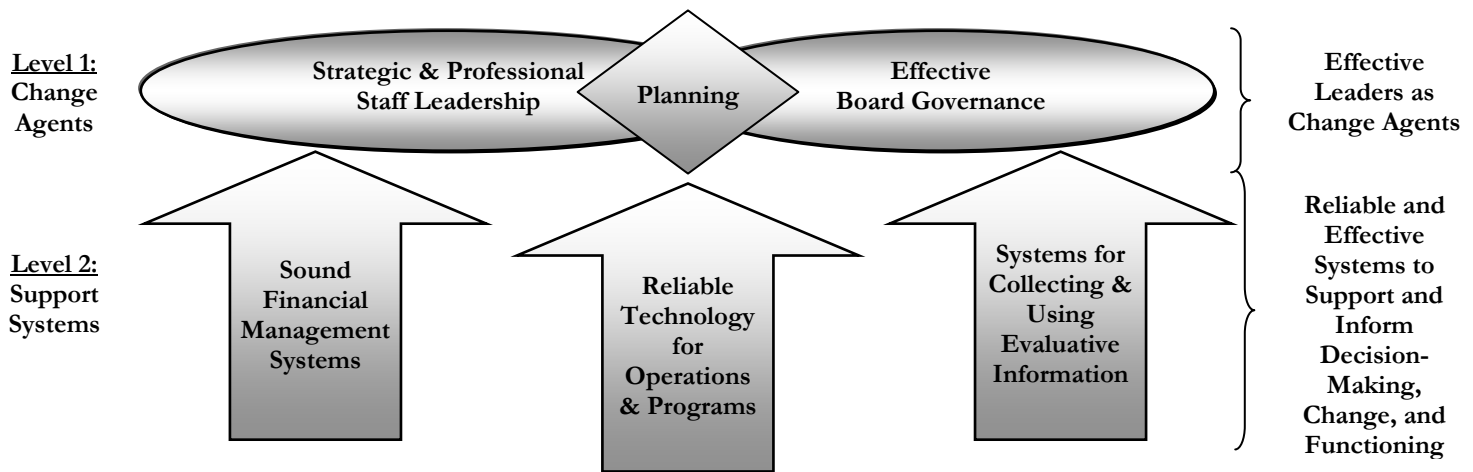 Level 1:
Change
Agents
Strategic & Professional
Staff Leadership
Planning
Effective
Board Governance
Effective
Leaders as
Change Agents
Level 2:
Support
Systems
Sound
Financial
Management
Systems
Reliable
Technology
for
Operations
& Programs
Systems for
Collecting &
Using
Evaluative
Information
Reliable and
Effective
Systems to
Support and
Inform
Decision-
Making,
Change, and
Functioning